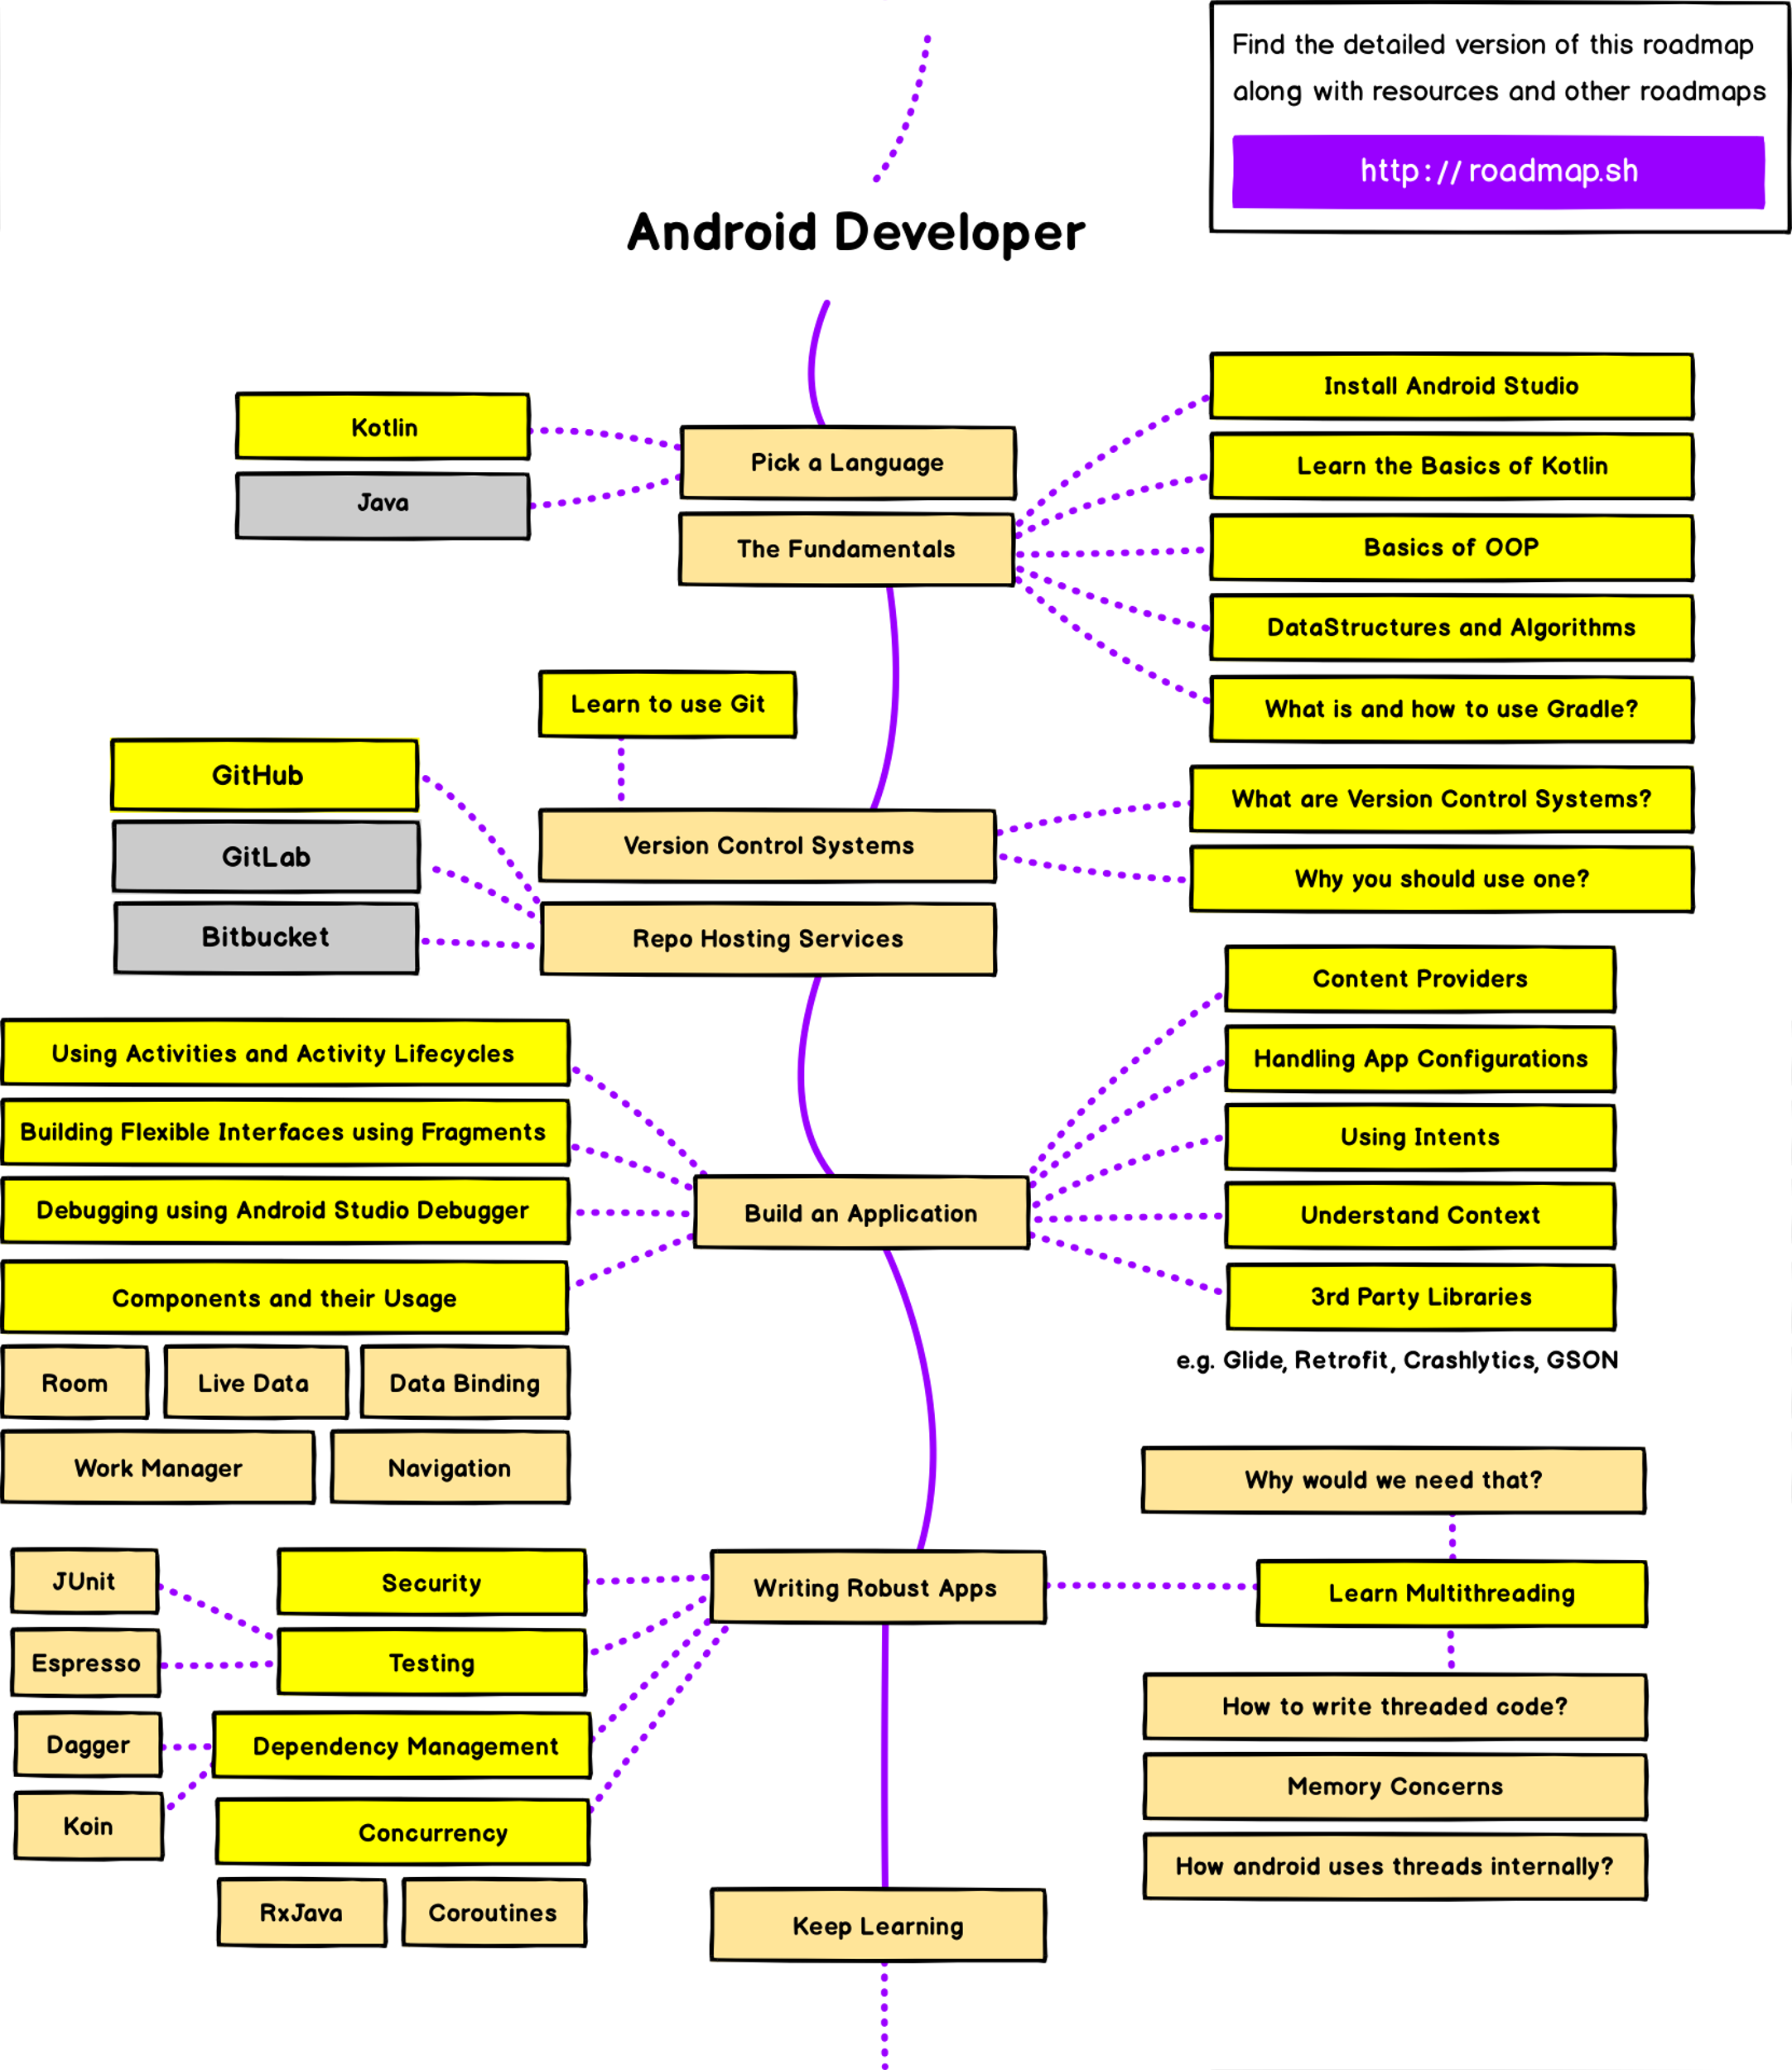 Find the detailed version of this roadmap
along with resources and other roadmaps
http://roadmap.sh
Android Developer
Kotlin
Java
Pick a Language
The Fundamentals
Install Android Studio
Learn the Basics of Kotlin
Basics of OOP
DataStructures and Algorithms
What is and how to use Gradle?
Learn to use Git
GitHub
GitLab
Bitbucket
Version Control Systems
Repo Hosting Services
What are Version Control Systems?
Why you should use one?
Using Activities and Activity Lifecycles
Building Flexible Interfaces using Fragments
Debugging using Android Studio Debugger
Components and their Usage
Room
Live Data
Data Binding
Work Manager
Navigation
Build an Application
Content Providers
Handling App Configurations
Using Intents
Understand Context
3rd Party Libraries
e.g. Glide, Retrofit, Crashlytics, GSON
JUnit
Espresso
Dagger
Koin
Security
Testing
Dependency Management
Concurrency
RxJava
Coroutines
Writing Robust Apps
Why would we need that?
Learn Multithreading
How to write threaded code?
Memory Concerns
How android uses threads internally?
Keep Learning